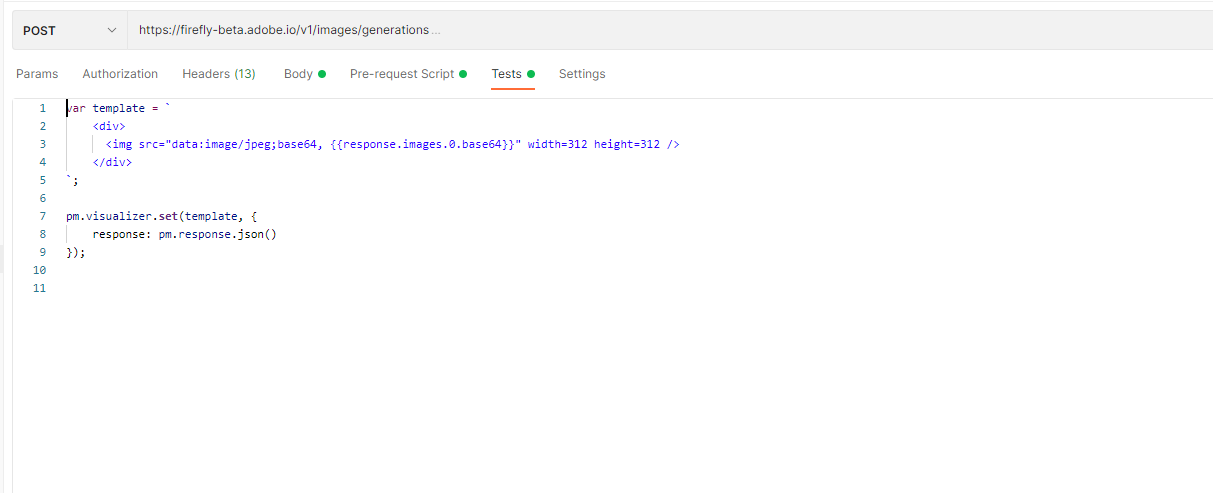 POST https://firefly-beta.adobe.io/v1/images/generations...
Params Authorization Headers (13) Body Pre-request Script Tests Settings
1 var template = `
2 <div>
3 <img src="data:image/jpeg;base64, {{response.images.0.base64}}" width=312 height=312 />
4 </div>
5 `;
6
7 pm.visualizer.set(template, {
8 response: pm.response.json()
9 });
10
11